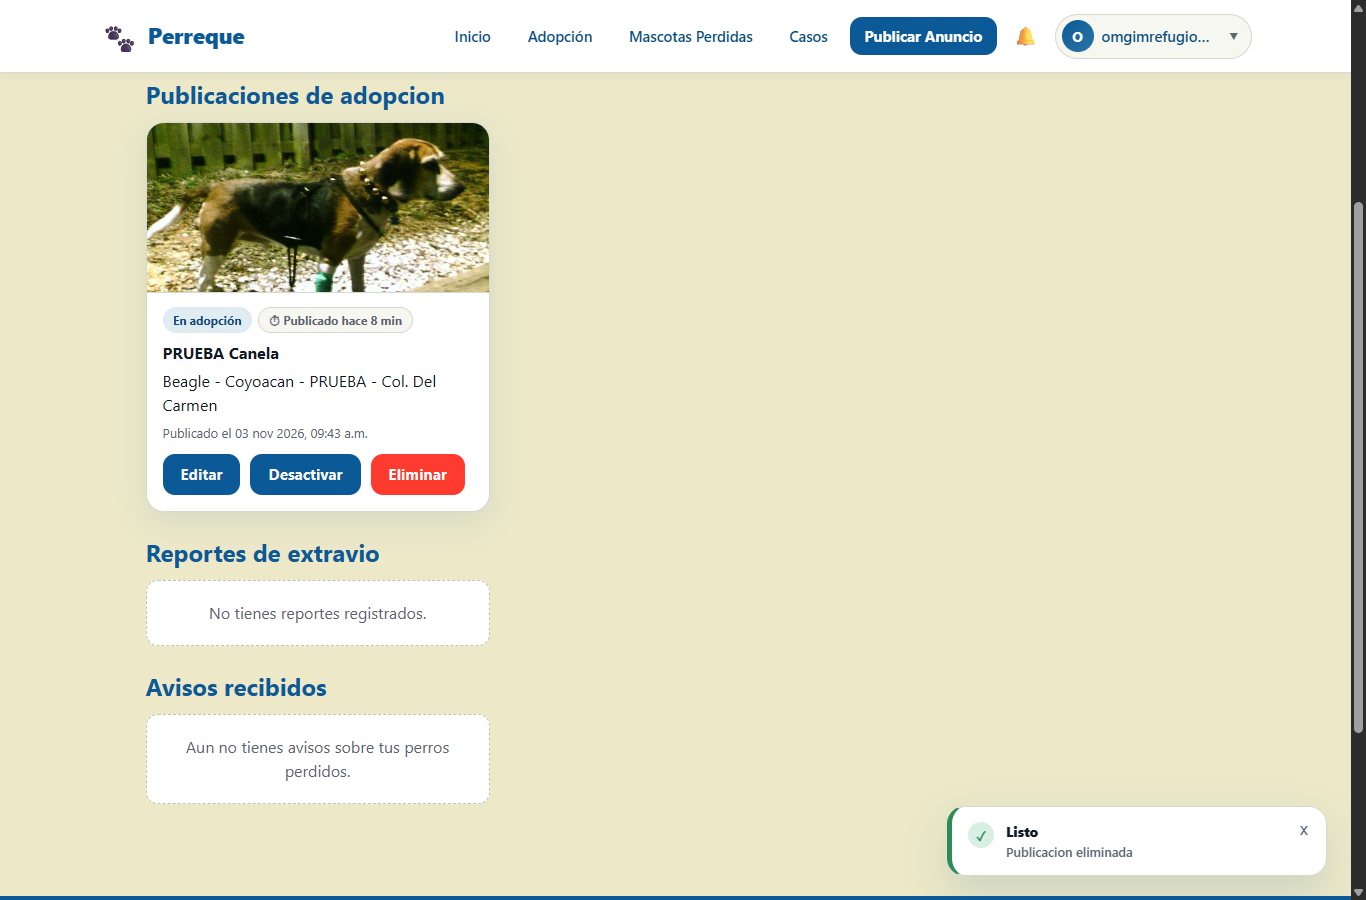 Perreque
Inicio
Adopción
Mascotas Perdidas
Casos
Publicar Anuncio
O
omgimrefugio...
Publicaciones de adopcion
En adopción
Publicado hace 8 min
PRUEBA Canela
Beagle - Coyoacan - PRUEBA - Col. Del
Carmen
Publicado el 03 nov 2026, 09:43 a.m.
Editar
Desactivar
Eliminar
Reportes de extravio
No tienes reportes registrados.
Avisos recibidos
Aun no tienes avisos sobre tus perros
perdidos.
Listo
X
Publicacion eliminada